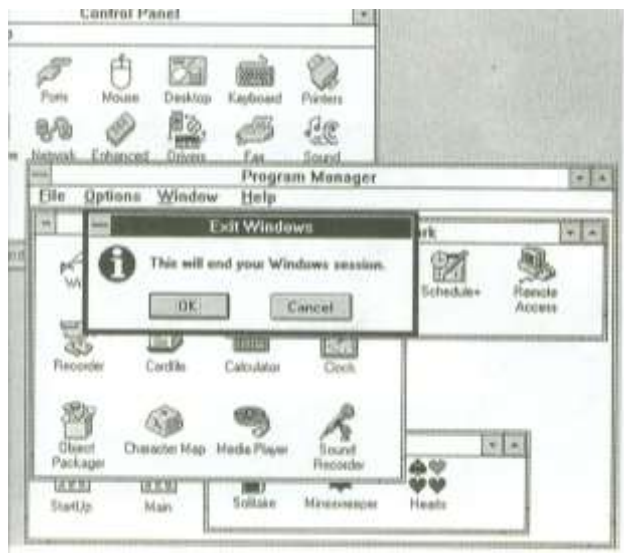 Control Panel
Ports Mouse Desktop Keyboard Printers
Network Enhanced Drivers Fax Sound
Program Manager
File Options Window Help
Exit Windows
This will end your Windows session.
OK Cancel
Schedule+ Remote Access
Recorder Cardfile Calculator Clock
Object Packager Character Map Media Player Sound Recorder
StartUp Main Solitaire Minesweeper Hearts